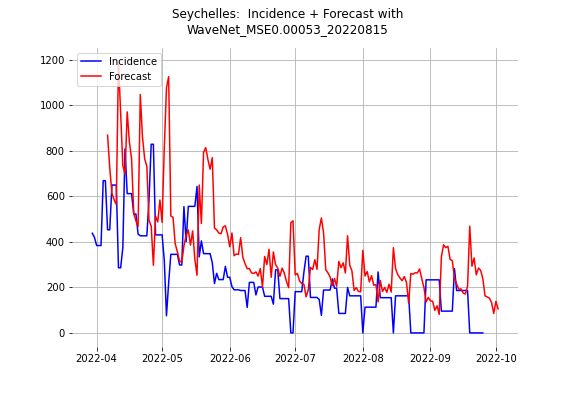 Seychelles:  Incidence + Forecast with
WaveNet_MSE0.00053_20220815
Incidence
Forecast
1200
1000
800
600
400
200
0
2022-04 2022-05 2022-06 2022-07 2022-08 2022-09 2022-10